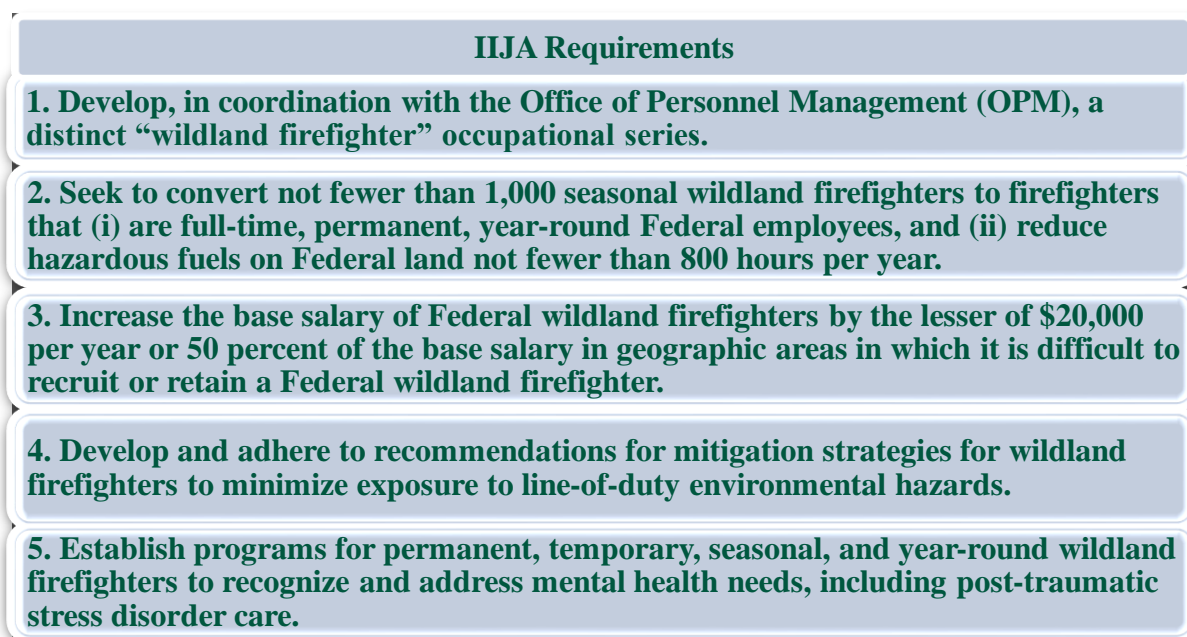 IIJA Requirements
1. Develop, in coordination with the Office of Personnel Management (OPM), a
distinct “wildland firefighter” occupational series.
2. Seek to convert not fewer than 1,000 seasonal wildland firefighters to firefighters
that (i) are full-time, permanent, year-round Federal employees, and (ii) reduce
hazardous fuels on Federal land not fewer than 800 hours per year.
3. Increase the base salary of Federal wildland firefighters by the lesser of $20,000
per year or 50 percent of the base salary in geographic areas in which it is difficult to
recruit or retain a Federal wildland firefighter.
4. Develop and adhere to recommendations for mitigation strategies for wildland
firefighters to minimize exposure to line-of-duty environmental hazards.
5. Establish programs for permanent, temporary, seasonal, and year-round wildland
firefighters to recognize and address mental health needs, including post-traumatic
stress disorder care.